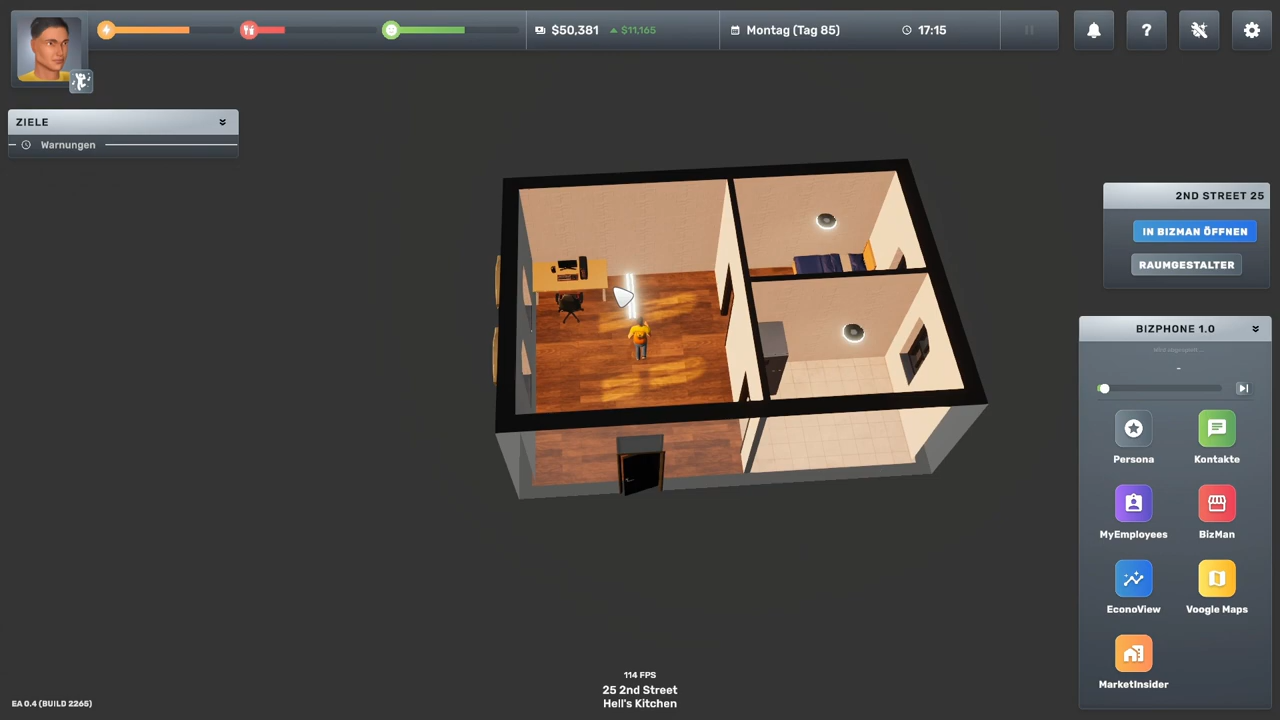 $50,381
$11,165
Montag (Tag 85)
17:15
?
ZIELE
Warnungen
2ND STREET 25
IN BIZMAN ÖFFNEN
RAUMGESTALTER
BIZPHONE 1.0
Wird abgespielt...
-
Persona
Kontakte
MyEmployees
BizMan
EconoView
Voogle Maps
MarketInsider
114 FPS
25 2nd Street
Hell's Kitchen
EA 0.4 (BUILD 2265)